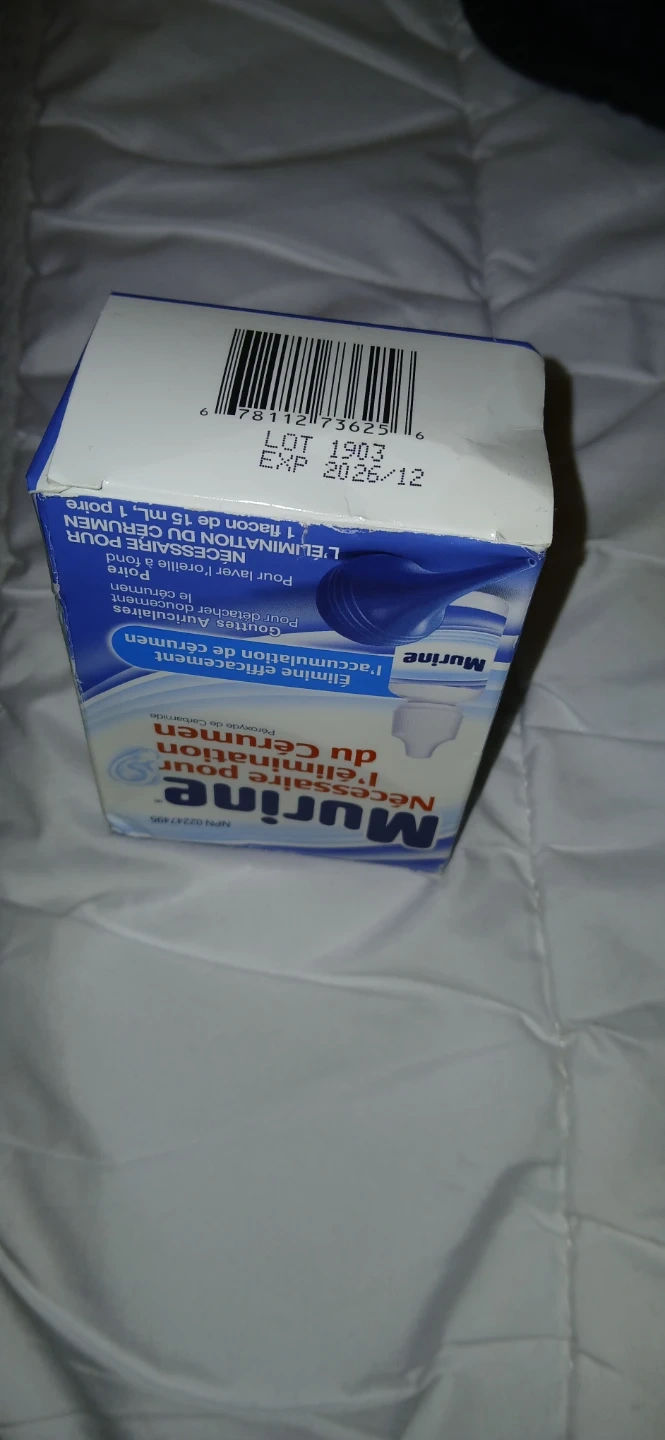 6 78112 73625 6
LOT 1903
EXP 2026/12
NPN 02247495
Murine
Nécessaire pour
l'élimination
du Cérumen
Peroxyde de Carbamide
Élimine efficacement
l'accumulation de cérumen
Gouttes Auriculaires
Pour détacher doucement
le cérumen
Poire
Pour laver l'oreille à fond
NÉCESSAIRE POUR
L'ÉLIMINATION DU CÉRUMEN
1 flacon de 15 mL, 1 poire
Murine